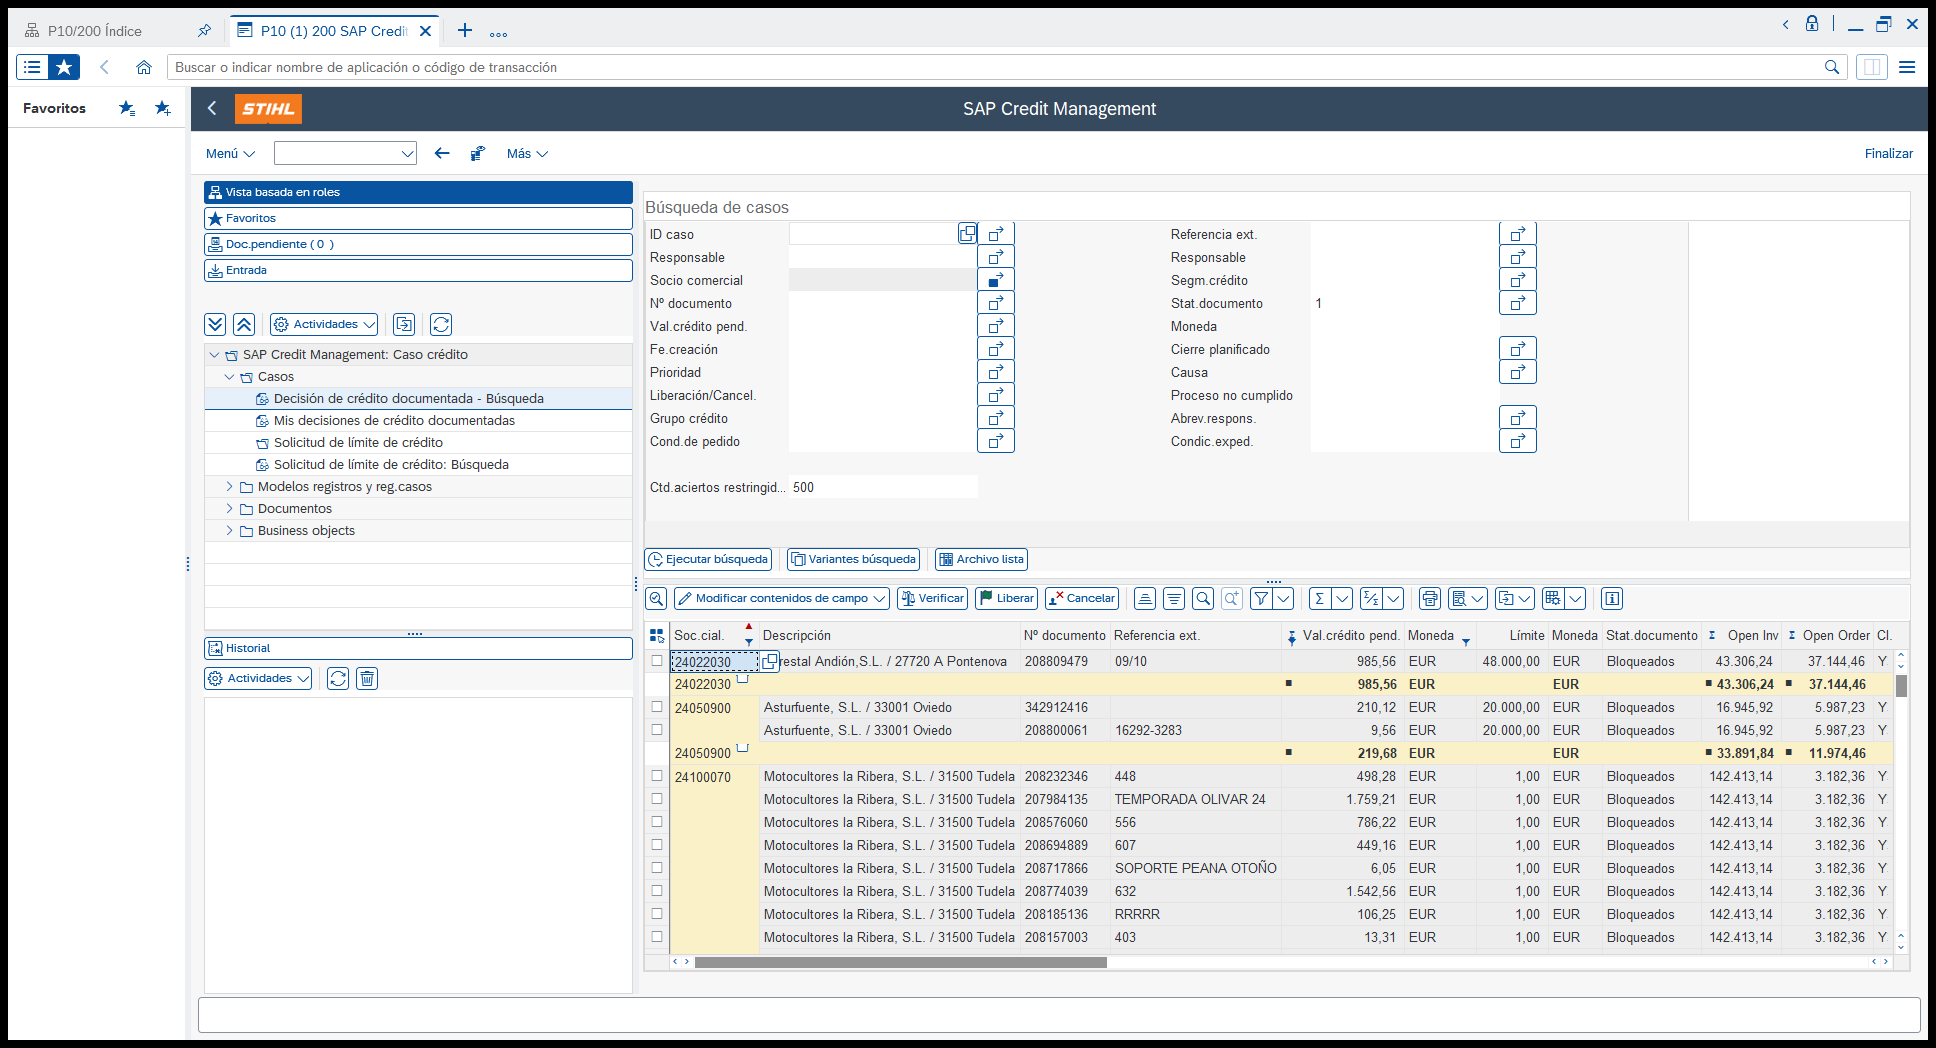 P10/200 Índice
P10 (1) 200 SAP Credit
Buscar o indicar nombre de aplicación o código de transacción
Favoritos
STIHL
SAP Credit Management
Menú
Más
Finalizar
Vista basada en roles
Favoritos
Doc.pendiente ( 0 )
Entrada
Actividades
SAP Credit Management: Caso crédito
Casos
Decisión de crédito documentada - Búsqueda
Mis decisiones de crédito documentadas
Solicitud de límite de crédito
Solicitud de límite de crédito: Búsqueda
Modelos registros y reg.casos
Documentos
Business objects
Historial
Actividades
Búsqueda de casos
ID caso Referencia ext.
Responsable Responsable
Socio comercial Segm.crédito
Nº documento Stat.documento 1
Val.crédito pend. Moneda
Fe.creación Cierre planificado
Prioridad Causa
Liberación/Cancel. Proceso no cumplido
Grupo crédito Abrev.respons.
Cond.de pedido Condic.exped.
Ctd.aciertos restringid... 500
Ejecutar búsqueda Variantes búsqueda Archivo lista
Modificar contenidos de campo Verificar Liberar Cancelar
Soc.cial. Descripción Nº documento Referencia ext. Val.crédito pend. Moneda Límite Moneda Stat.documento Σ Open Inv Σ Open Order Cl.
24022030 restal Andión,S.L. / 27720 A Pontenova 208809479 09/10 985,56 EUR 48.000,00 EUR Bloqueados 43.306,24 37.144,46 Y
24022030 ▪ 985,56 EUR EUR ▪ 43.306,24 ▪ 37.144,46
24050900 Asturfuente, S.L. / 33001 Oviedo 342912416 210,12 EUR 20.000,00 EUR Bloqueados 16.945,92 5.987,23 Y
Asturfuente, S.L. / 33001 Oviedo 208800061 16292-3283 9,56 EUR 20.000,00 EUR Bloqueados 16.945,92 5.987,23 Y
24050900 ▪ 219,68 EUR EUR ▪ 33.891,84 ▪ 11.974,46
24100070 Motocultores la Ribera, S.L. / 31500 Tudela 208232346 448 498,28 EUR 1,00 EUR Bloqueados 142.413,14 3.182,36 Y
Motocultores la Ribera, S.L. / 31500 Tudela 207984135 TEMPORADA OLIVAR 24 1.759,21 EUR 1,00 EUR Bloqueados 142.413,14 3.182,36 Y
Motocultores la Ribera, S.L. / 31500 Tudela 208576060 556 786,22 EUR 1,00 EUR Bloqueados 142.413,14 3.182,36 Y
Motocultores la Ribera, S.L. / 31500 Tudela 208694889 607 449,16 EUR 1,00 EUR Bloqueados 142.413,14 3.182,36 Y
Motocultores la Ribera, S.L. / 31500 Tudela 208717866 SOPORTE PEANA OTOÑO 6,05 EUR 1,00 EUR Bloqueados 142.413,14 3.182,36 Y
Motocultores la Ribera, S.L. / 31500 Tudela 208774039 632 1.542,56 EUR 1,00 EUR Bloqueados 142.413,14 3.182,36 Y
Motocultores la Ribera, S.L. / 31500 Tudela 208185136 RRRRR 106,25 EUR 1,00 EUR Bloqueados 142.413,14 3.182,36 Y
Motocultores la Ribera, S.L. / 31500 Tudela 208157003 403 13,31 EUR 1,00 EUR Bloqueados 142.413,14 3.182,36 Y